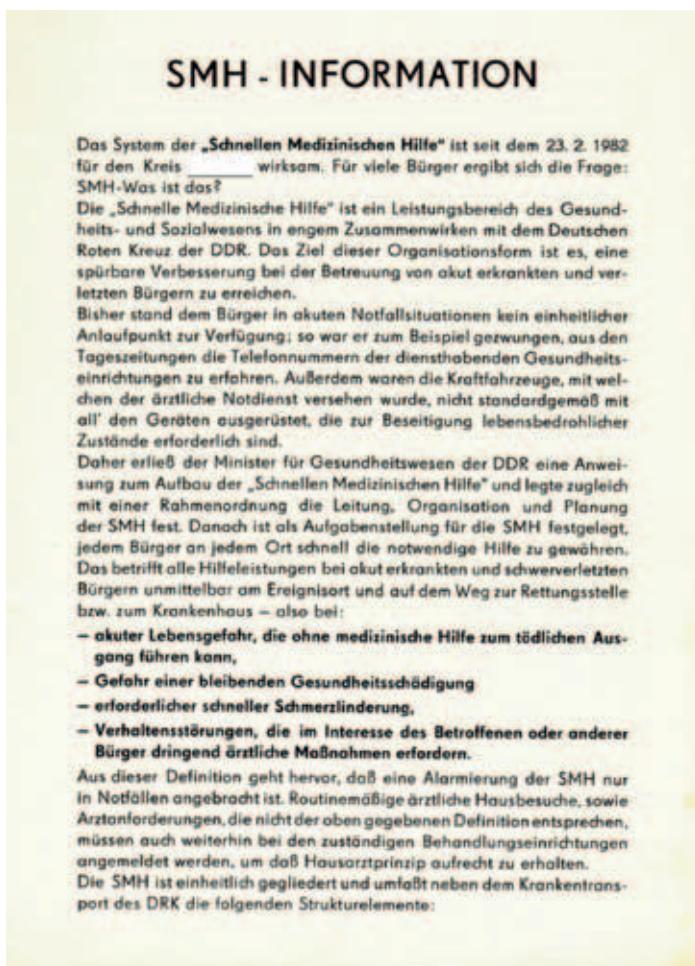 SMH - INFORMATION
Das System der „Schnellen Medizinischen Hilfe" ist seit dem 23. 2. 1982
für den Kreis ______ wirksam. Für viele Bürger ergibt sich die Frage:
SMH-Was ist das?
Die „Schnelle Medizinische Hilfe" ist ein Leistungsbereich des Gesund-
heits- und Sozialwesens in engem Zusammenwirken mit dem Deutschen
Roten Kreuz der DDR. Das Ziel dieser Organisationsform ist es, eine
spürbare Verbesserung bei der Betreuung von akut erkrankten und ver-
letzten Bürgern zu erreichen.
Bisher stand dem Bürger in akuten Notfallsituationen kein einheitlicher
Anlaufpunkt zur Verfügung; so war er zum Beispiel gezwungen, aus den
Tageszeitungen die Telefonnummern der diensthabenden Gesundheits-
einrichtungen zu erfahren. Außerdem waren die Kraftfahrzeuge, mit wel-
chen der ärztliche Notdienst versehen wurde, nicht standardgemäß mit
all' den Geräten ausgerüstet, die zur Beseitigung lebensbedrohlicher
Zustände erforderlich sind.
Daher erließ der Minister für Gesundheitswesen der DDR eine Anwei-
sung zum Aufbau der „Schnellen Medizinischen Hilfe" und legte zugleich
mit einer Rahmenordnung die Leitung, Organisation und Planung
der SMH fest. Danach ist als Aufgabenstellung für die SMH festgelegt,
jedem Bürger an jedem Ort schnell die notwendige Hilfe zu gewähren.
Das betrifft alle Hilfeleistungen bei akut erkrankten und schwerverletzten
Bürgern unmittelbar am Ereignisort und auf dem Weg zur Rettungsstelle
bzw. zum Krankenhaus – also bei:
– akuter Lebensgefahr, die ohne medizinische Hilfe zum tödlichen Aus-
gang führen kann,
– Gefahr einer bleibenden Gesundheitsschädigung
– erforderlicher schneller Schmerzlinderung,
– Verhaltensstörungen, die im Interesse des Betroffenen oder anderer
Bürger dringend ärztliche Maßnahmen erfordern.
Aus dieser Definition geht hervor, daß eine Alarmierung der SMH nur
in Notfällen angebracht ist. Routinemäßige ärztliche Hausbesuche, sowie
Arztanforderungen, die nicht der oben gegebenen Definition entsprechen,
müssen auch weiterhin bei den zuständigen Behandlungseinrichtungen
angemeldet werden, um daß Hausarztprinzip aufrecht zu erhalten.
Die SMH ist einheitlich gegliedert und umfaßt neben dem Krankentrans-
port des DRK die folgenden Strukturelemente: